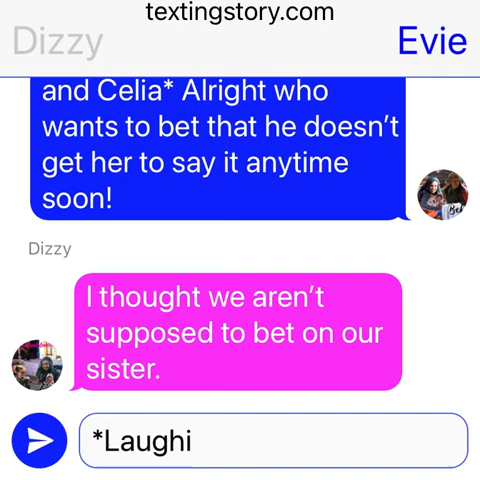 textingstory.com
Dizzy
Evie
and Celia* Alright who
wants to bet that he doesn't
get her to say it anytime
soon!
Dizzy
I thought we aren't
supposed to bet on our
sister.
*Laughi